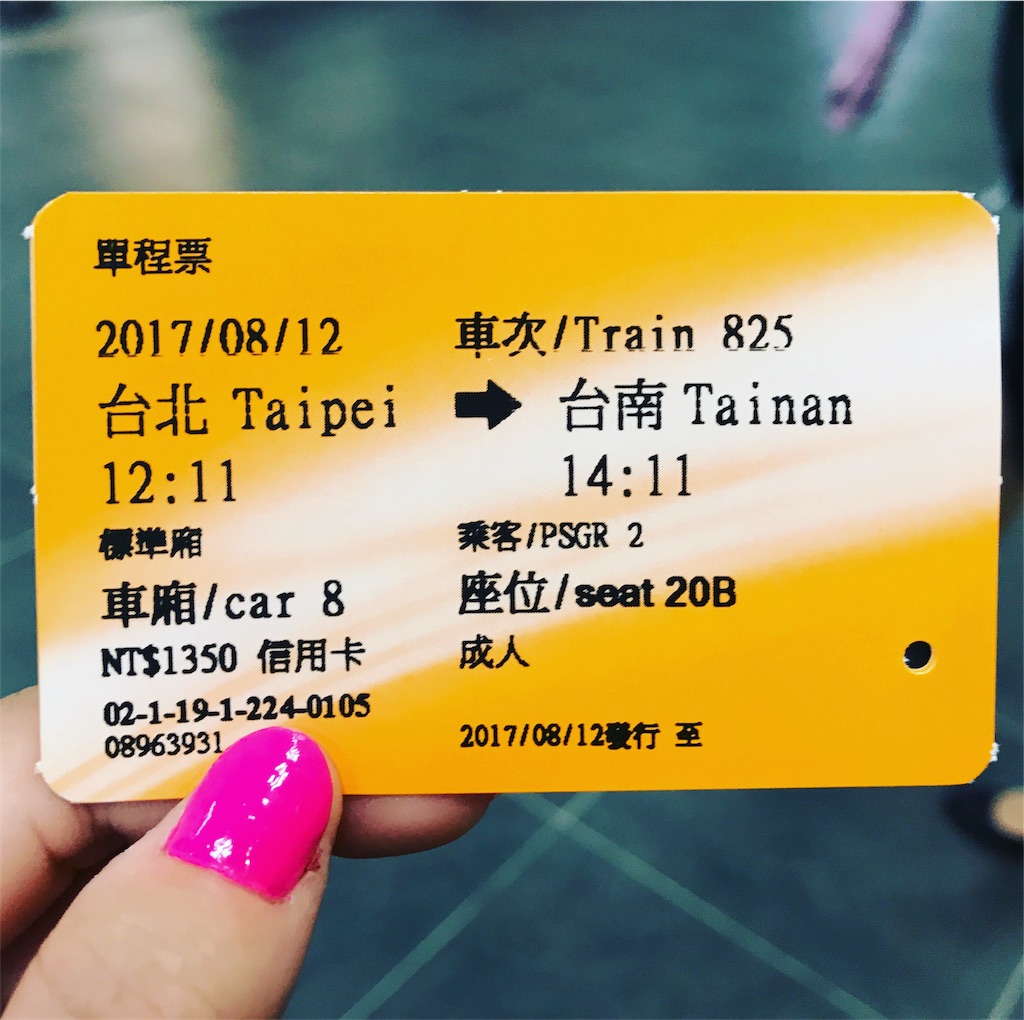 單程票
2017/08/12 車次/Train 825
台北 Taipei → 台南 Tainan
12:11 14:11
標準廂 乘客/PSGR 2
車廂/car 8 座位/seat 20B
NT$1350 信用卡 成人
02-1-19-1-224-0105
08963931 2017/08/12發行 至